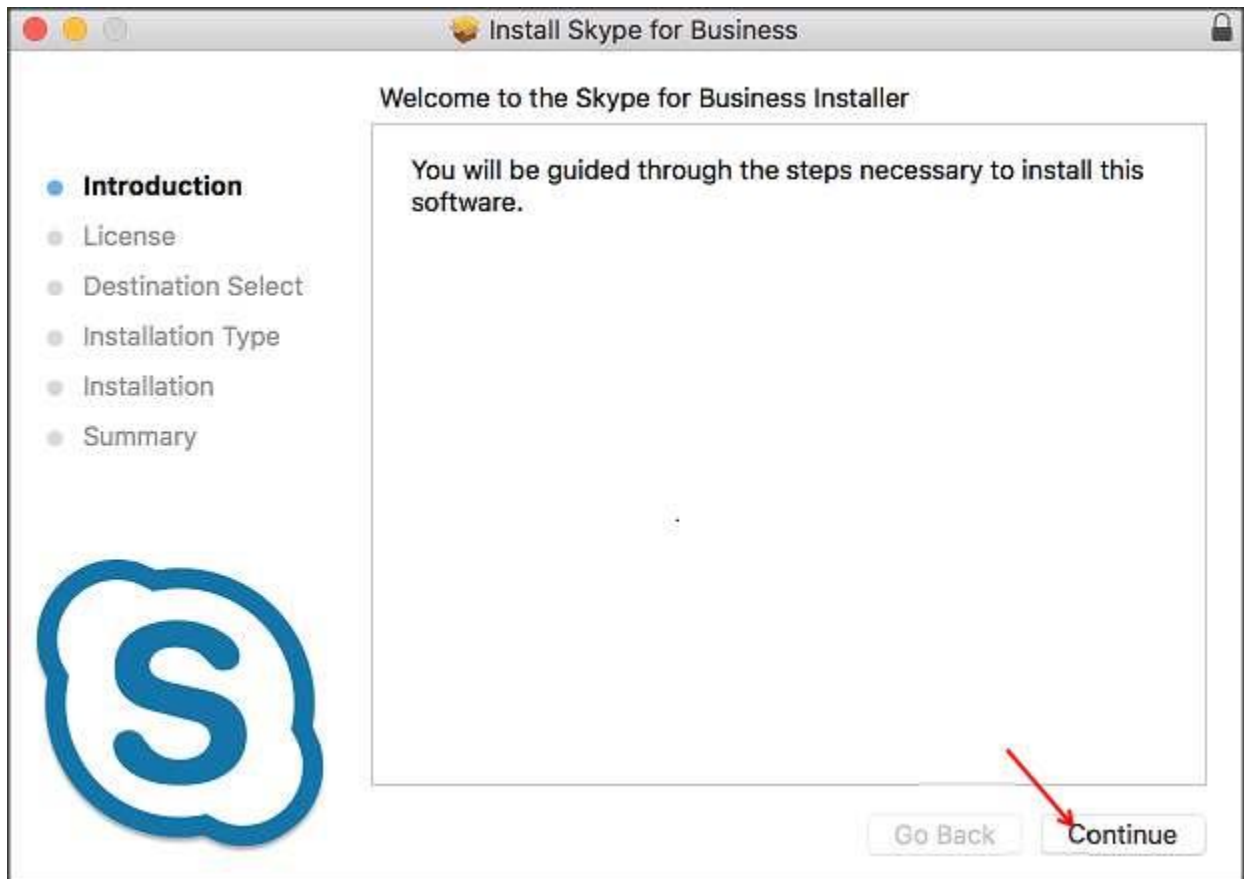 Install Skype for Business
Welcome to the Skype for Business Installer
You will be guided through the steps necessary to install this
software.
Introduction
License
Destination Select
Installation Type
Installation
Summary
S
Go Back
Continue